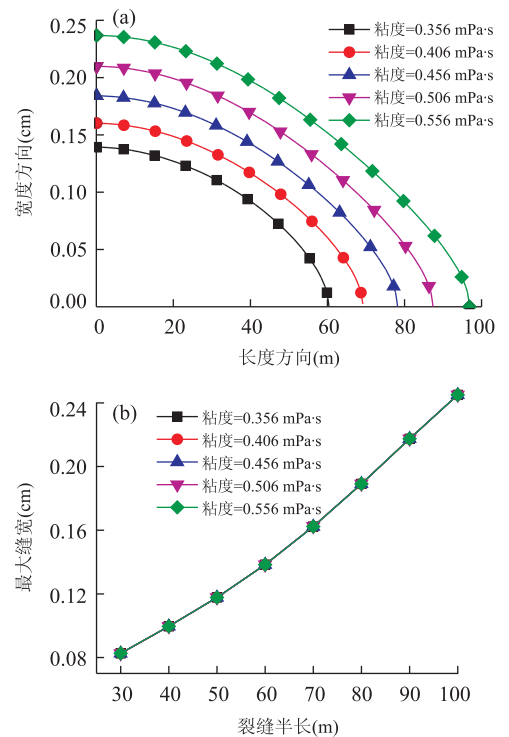 (a)
粘度=0.356 mPa·s
粘度=0.406 mPa·s
粘度=0.456 mPa·s
粘度=0.506 mPa·s
粘度=0.556 mPa·s
宽度方向(cm)
0.25
0.20
0.15
0.10
0.05
0.00
0 20 40 60 80 100
长度方向(m)
(b)
粘度=0.356 mPa·s
粘度=0.406 mPa·s
粘度=0.456 mPa·s
粘度=0.506 mPa·s
粘度=0.556 mPa·s
最大缝宽(cm)
0.24
0.20
0.16
0.12
0.08
30 40 50 60 70 80 90 100
裂缝半长(m)